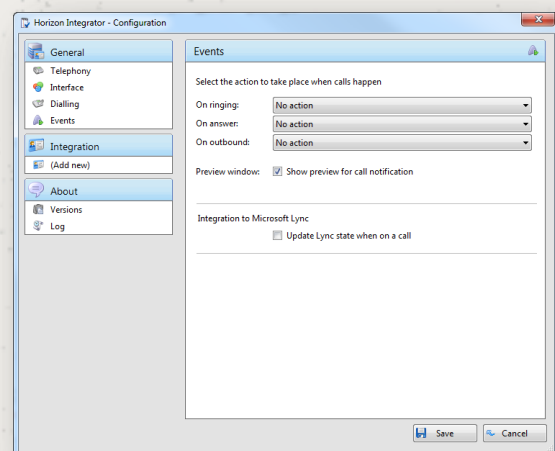 Horizon Integrator - Configuration
General
Telephony
Interface
Dialling
Events
Integration
(Add new)
About
Versions
Log
Events
Select the action to take place when calls happen
On ringing: No action
On answer: No action
On outbound: No action
Preview window: Show preview for call notification
Integration to Microsoft Lync
Update Lync state when on a call
Save Cancel